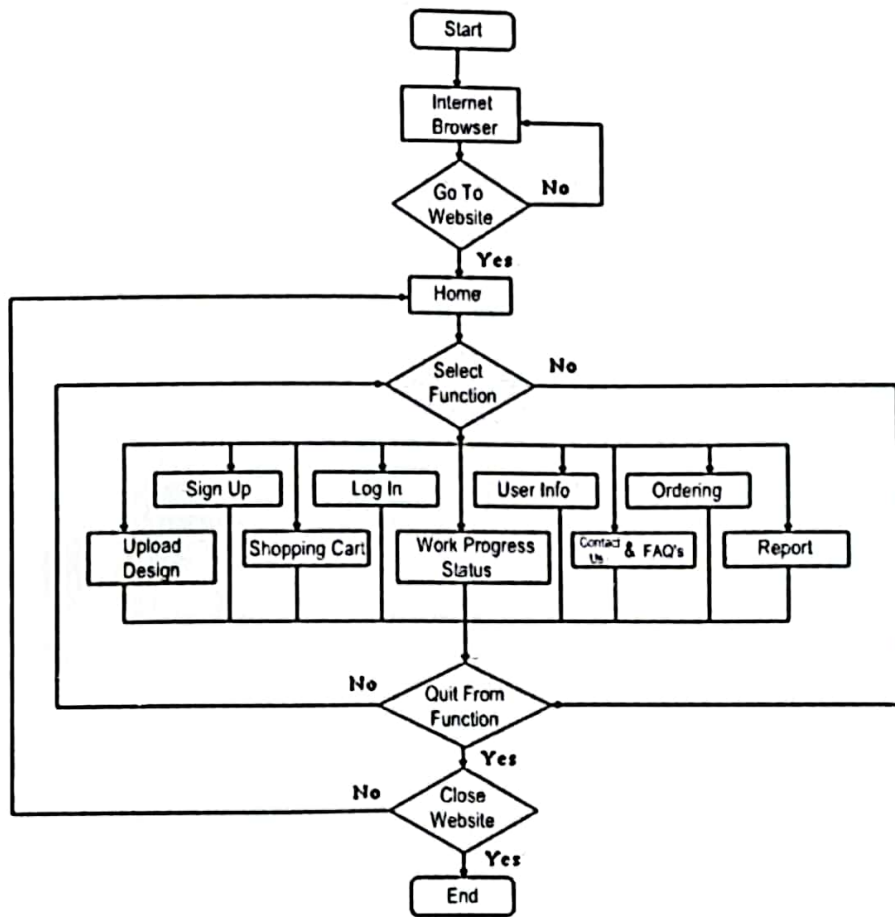 Start
Internet
Browser
Go To
Website
No
Yes
Home
Select
Function
No
Sign Up
Log In
User Info
Ordering
Upload
Design
Shopping Cart
Work Progress
Status
Contact
Us & FAQ's
Report
No
Quit From
Function
Yes
No
Close
Website
Yes
End